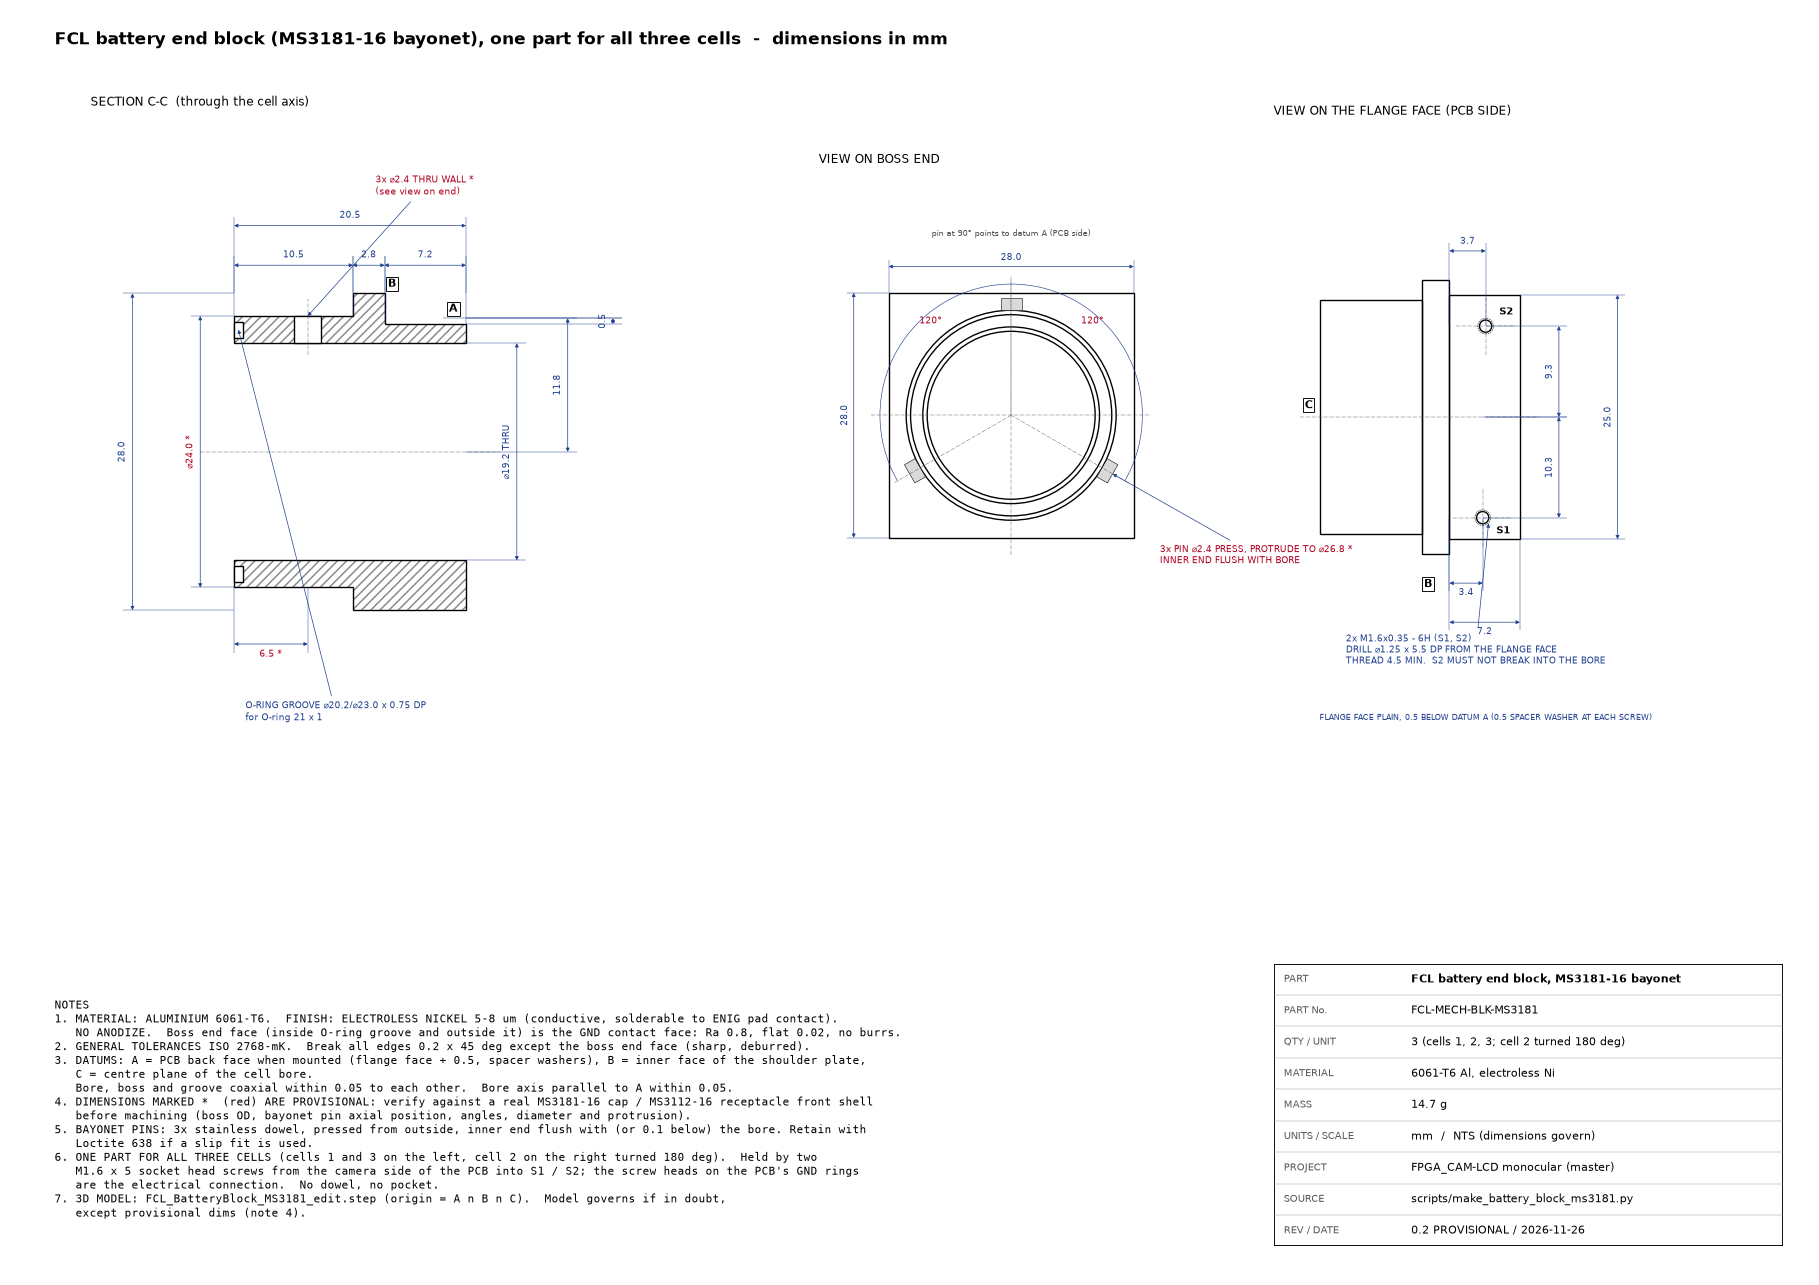 FCL battery end block (MS3181-16 bayonet), one part for all three cells  -  dimensions in mm
SECTION C-C  (through the cell axis)
3x ⌀2.4 THRU WALL *
(see view on end)
20.5
10.5
2.8
7.2
B
A
0.5
11.8
28.0
⌀24.0 *
⌀19.2 THRU
6.5 *
O-RING GROOVE ⌀20.2/⌀23.0 x 0.75 DP
for O-ring 21 x 1
VIEW ON BOSS END
pin at 90° points to datum A (PCB side)
28.0
28.0
120°
120°
3x PIN ⌀2.4 PRESS, PROTRUDE TO ⌀26.8 *
INNER END FLUSH WITH BORE
VIEW ON THE FLANGE FACE (PCB SIDE)
3.7
S2
9.3
C
25.0
10.3
S1
B
3.4
7.2
2x M1.6x0.35 - 6H (S1, S2)
DRILL ⌀1.25 x 5.5 DP FROM THE FLANGE FACE
THREAD 4.5 MIN.  S2 MUST NOT BREAK INTO THE BORE
FLANGE FACE PLAIN, 0.5 BELOW DATUM A (0.5 SPACER WASHER AT EACH SCREW)
NOTES
1. MATERIAL: ALUMINIUM 6061-T6.  FINISH: ELECTROLESS NICKEL 5-8 um (conductive, solderable to ENIG pad contact).
NO ANODIZE.  Boss end face (inside O-ring groove and outside it) is the GND contact face: Ra 0.8, flat 0.02, no burrs.
2. GENERAL TOLERANCES ISO 2768-mK.  Break all edges 0.2 x 45 deg except the boss end face (sharp, deburred).
3. DATUMS: A = PCB back face when mounted (flange face + 0.5, spacer washers), B = inner face of the shoulder plate,
C = centre plane of the cell bore.
Bore, boss and groove coaxial within 0.05 to each other.  Bore axis parallel to A within 0.05.
4. DIMENSIONS MARKED *  (red) ARE PROVISIONAL: verify against a real MS3181-16 cap / MS3112-16 receptacle front shell
before machining (boss OD, bayonet pin axial position, angles, diameter and protrusion).
5. BAYONET PINS: 3x stainless dowel, pressed from outside, inner end flush with (or 0.1 below) the bore. Retain with
Loctite 638 if a slip fit is used.
6. ONE PART FOR ALL THREE CELLS (cells 1 and 3 on the left, cell 2 on the right turned 180 deg).  Held by two
M1.6 x 5 socket head screws from the camera side of the PCB into S1 / S2; the screw heads on the PCB's GND rings
are the electrical connection.  No dowel, no pocket.
7. 3D MODEL: FCL_BatteryBlock_MS3181_edit.step (origin = A n B n C).  Model governs if in doubt,
except provisional dims (note 4).
PART FCL battery end block, MS3181-16 bayonet
PART No. FCL-MECH-BLK-MS3181
QTY / UNIT 3 (cells 1, 2, 3; cell 2 turned 180 deg)
MATERIAL 6061-T6 Al, electroless Ni
MASS 14.7 g
UNITS / SCALE mm  /  NTS (dimensions govern)
PROJECT FPGA_CAM-LCD monocular (master)
SOURCE scripts/make_battery_block_ms3181.py
REV / DATE 0.2 PROVISIONAL / 2026-11-26